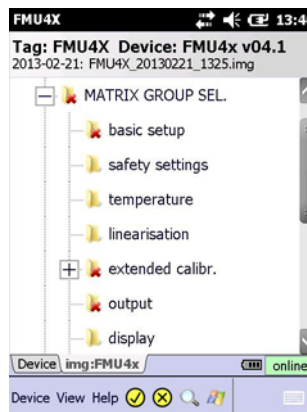 FMU4X 13:4
Tag: FMU4X Device: FMU4x v04.1
2013-02-21: FMU4X_20130221_1325.img
MATRIX GROUP SEL.
basic setup
safety settings
temperature
linearisation
extended calibr.
output
display
Device img:FMU4x online
Device View Help